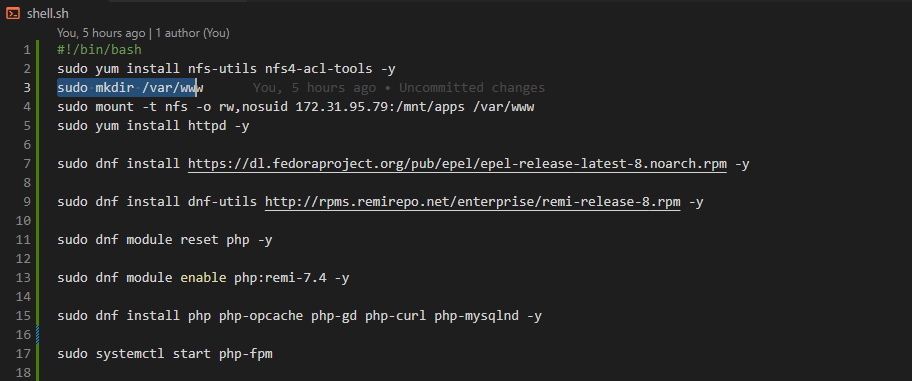 shell.sh
You, 5 hours ago | 1 author (You)
1 #!/bin/bash
2 sudo yum install nfs-utils nfs4-acl-tools -y
3 sudo mkdir /var/www You, 5 hours ago • Uncommitted changes
4 sudo mount -t nfs -o rw,nosuid 172.31.95.79:/mnt/apps /var/www
5 sudo yum install httpd -y
6
7 sudo dnf install https://dl.fedoraproject.org/pub/epel/epel-release-latest-8.noarch.rpm -y
8
9 sudo dnf install dnf-utils http://rpms.remirepo.net/enterprise/remi-release-8.rpm -y
10
11 sudo dnf module reset php -y
12
13 sudo dnf module enable php:remi-7.4 -y
14
15 sudo dnf install php php-opcache php-gd php-curl php-mysqlnd -y
16
17 sudo systemctl start php-fpm
18